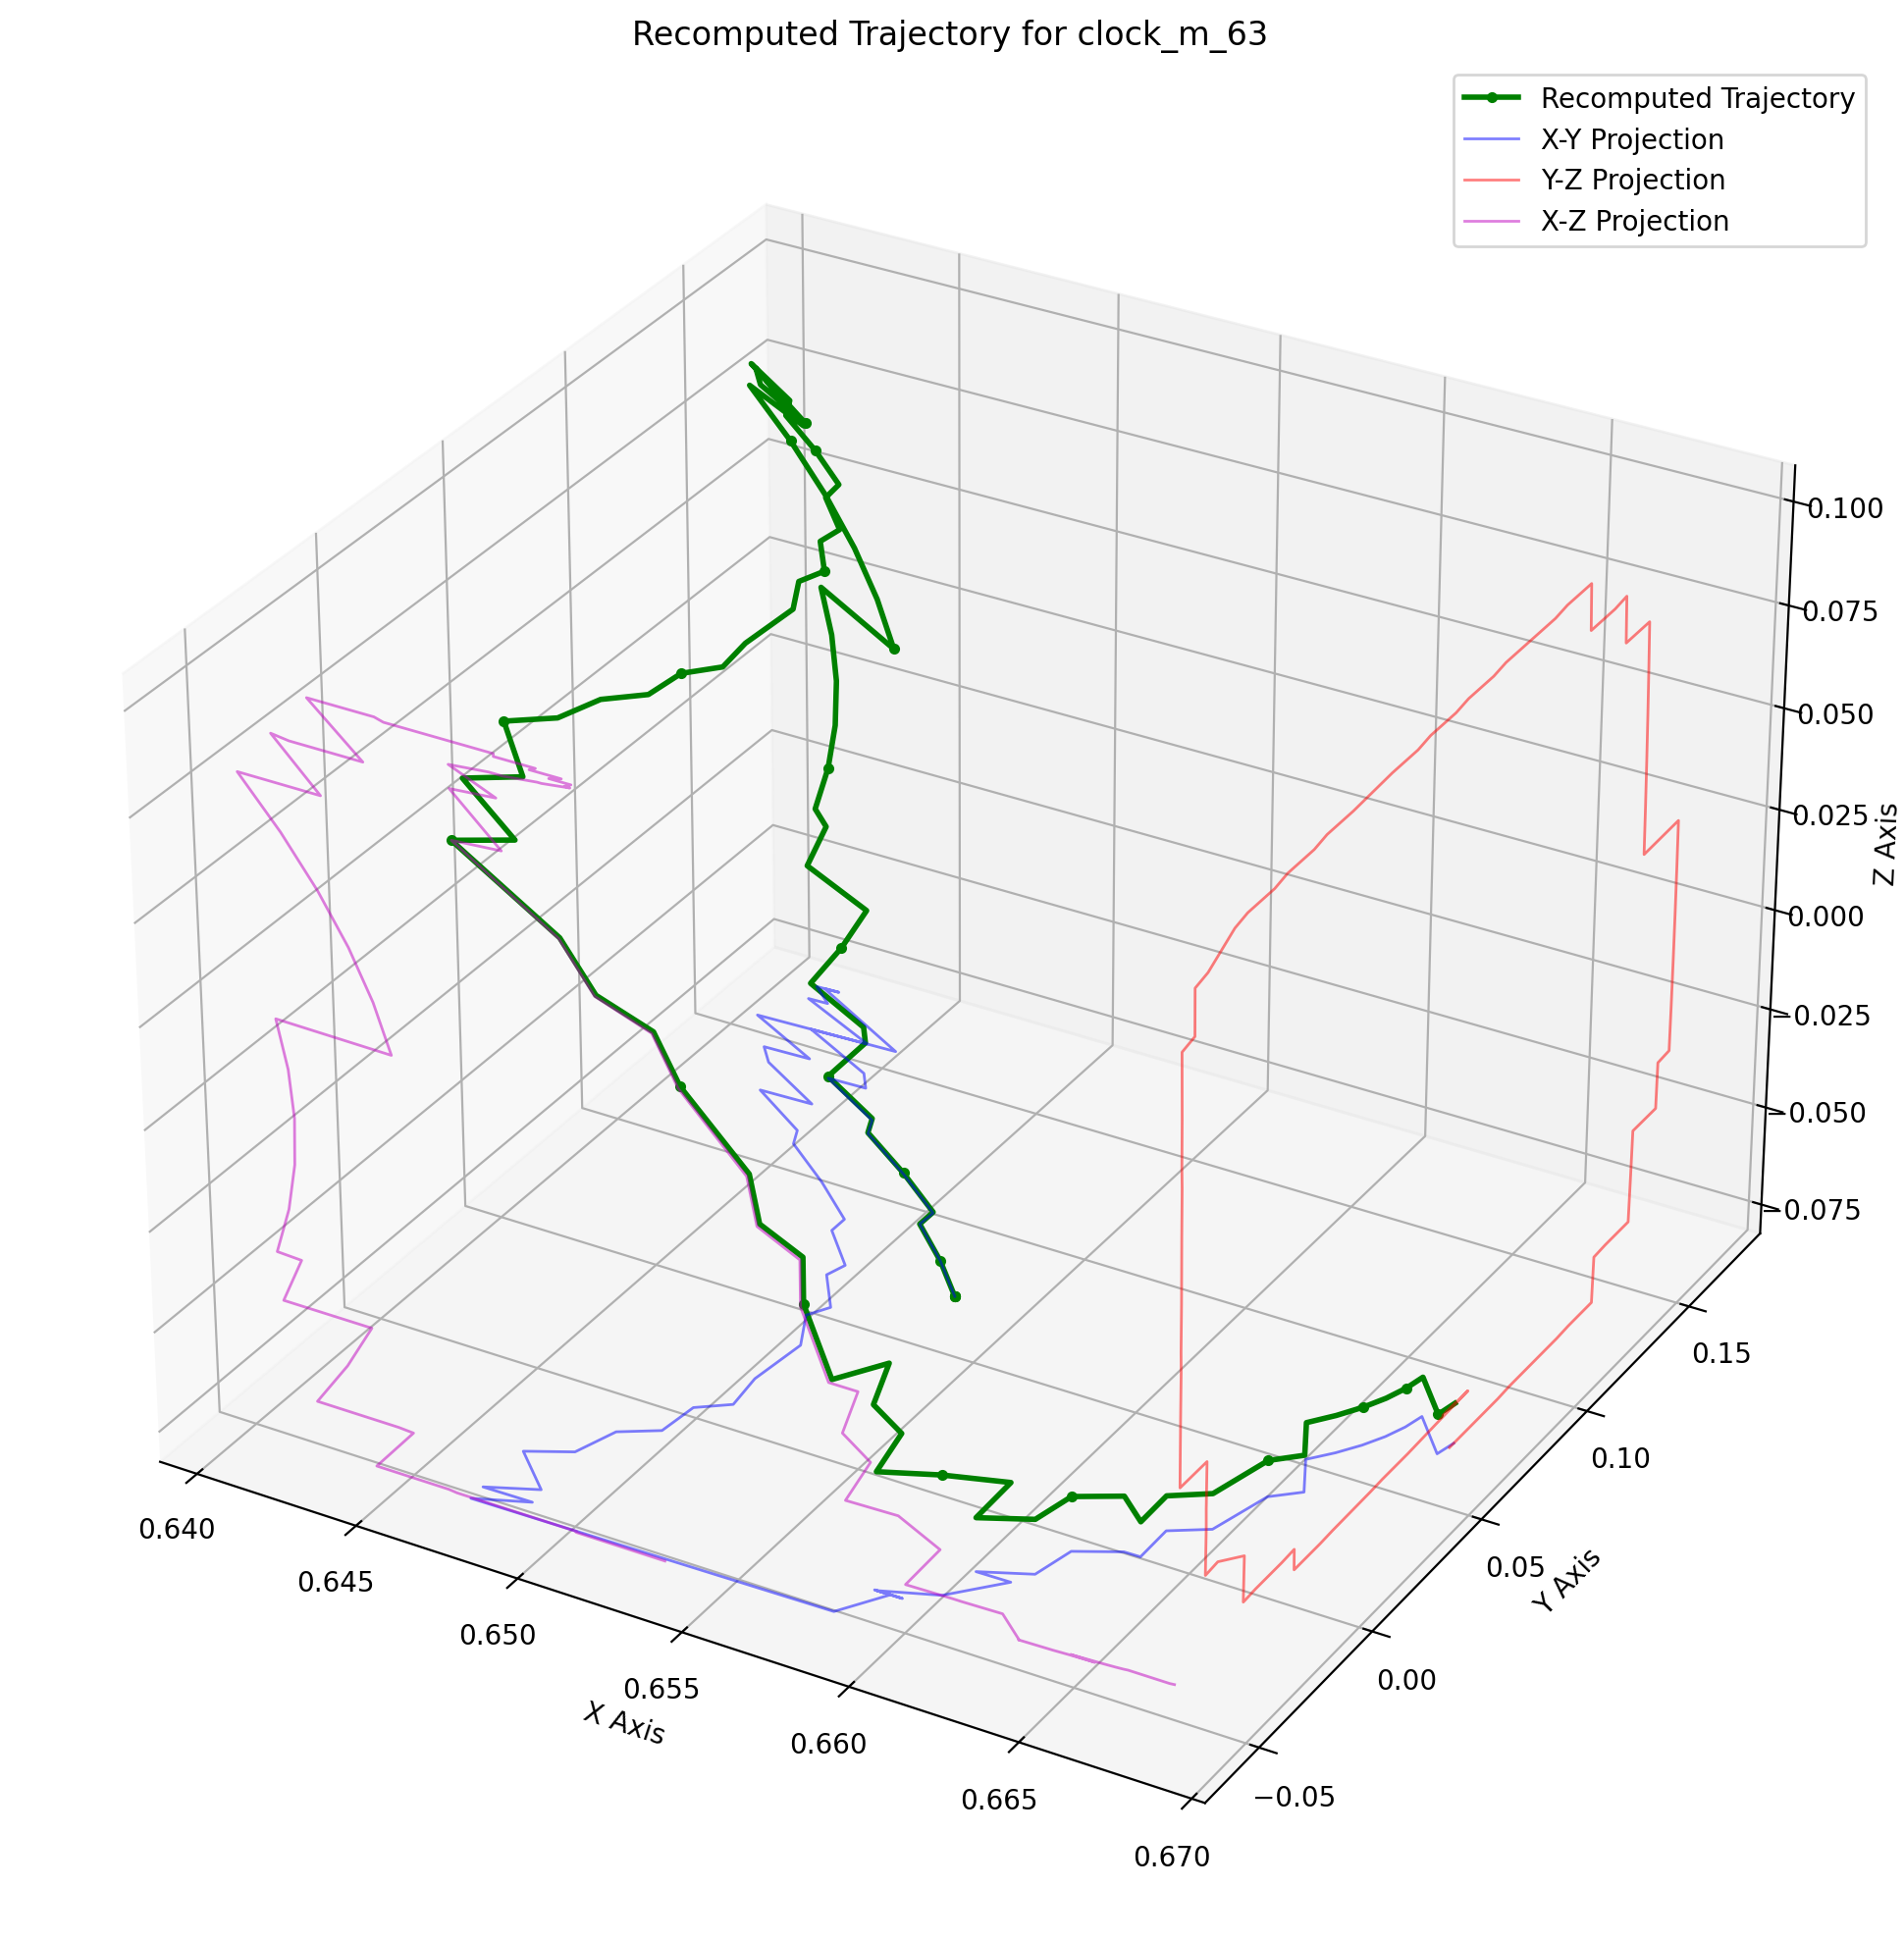 Recomputed Trajectory for clock_m_63
Recomputed Trajectory
X-Y Projection
Y-Z Projection
X-Z Projection
0.100
0.075
0.050
0.025
0.000
−0.025
−0.050
−0.075
Z Axis
0.15
0.10
0.05
0.00
−0.05
Y Axis
0.640
0.645
0.650
0.655
0.660
0.665
0.670
X Axis